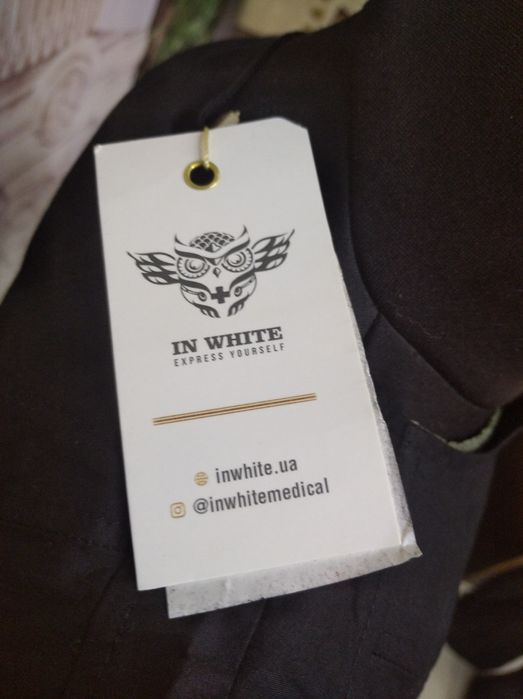 IN WHITE
EXPRESS YOURSELF
inwhite.ua
@inwhitemedical